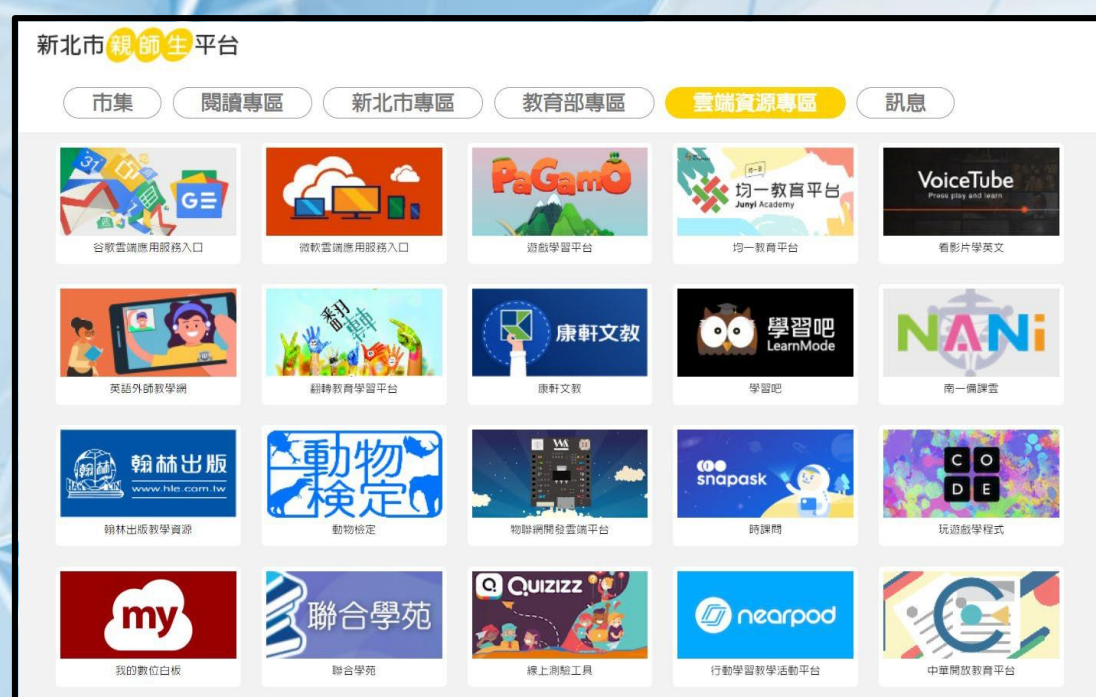 新北市親師生平台
市集 閱讀專區 新北市專區 教育部專區 雲端資源專區 訊息
31 GE PaGamO 均一 均一教育平台 Junyi Academy VoiceTube Press play and learn
谷歌雲端應用服務入口 微軟雲端應用服務入口 遊戲學習平台 均一教育平台 看影片學英文
翻轉 康軒文教 學習吧 LearnMode NANi
英語外師教學網 翻轉教育學習平台 康軒文教 學習吧 南一備課雲
翰林 HAN LIN 翰林出版 www.hle.com.tw 動物檢定 snapask CODE
翰林出版教學資源 動物檢定 物聯網開發雲端平台 時課問 玩遊戲學程式
my 聯合學苑 Q Quizizz nearpod C
我的數位白板 聯合學苑 線上測驗工具 行動學習教學活動平台 中華開放教育平台